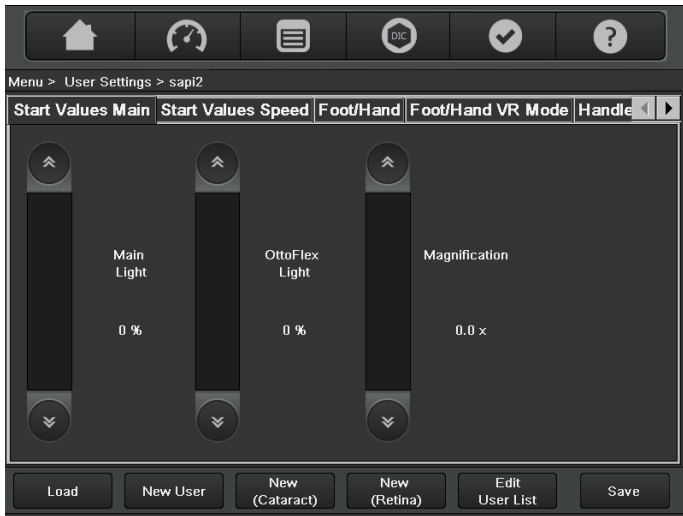 DIC
?
Menu > User Settings > sapi2
Start Values Main Start Values Speed Foot/Hand Foot/Hand VR Mode Handle
Main
Light
OttoFlex
Light
Magnification
0 % 0 % 0.0 x
Load New User New
(Cataract) New
(Retina) Edit
User List Save